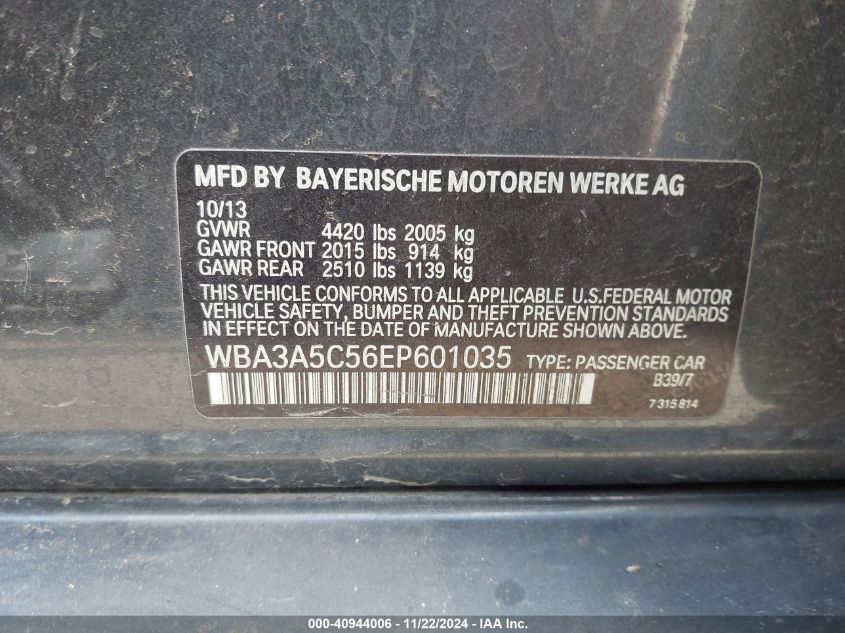 MFD BY BAYERISCHE MOTOREN WERKE AG
10/13
GVWR 4420 lbs 2005 kg
GAWR FRONT 2015 lbs 914 kg
GAWR REAR 2510 lbs 1139 kg
THIS VEHICLE CONFORMS TO ALL APPLICABLE U.S.FEDERAL MOTOR
VEHICLE SAFETY, BUMPER AND THEFT PREVENTION STANDARDS
IN EFFECT ON THE DATE OF MANUFACTURE SHOWN ABOVE.
WBA3A5C56EP601035 TYPE: PASSENGER CAR
B39/7
7315814
000-40944006 - 11/22/2024 - IAA Inc.